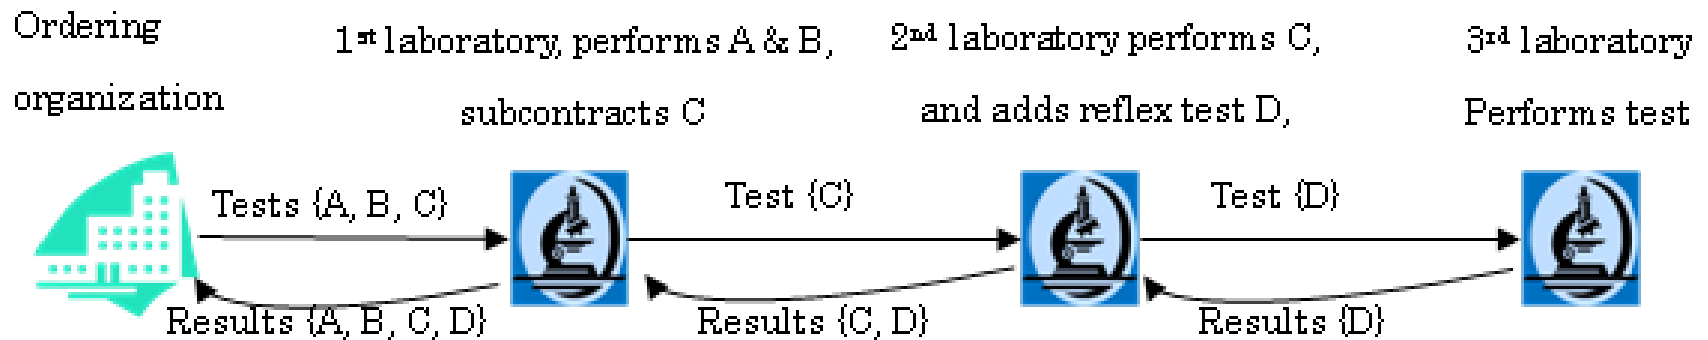 Ordering
organization
1st laboratory, performs A & B,
subcontracts C
2nd laboratory performs C,
and adds reflex test D,
3rd laboratory
Performs test
Tests {A, B, C}
Test {C}
Test {D}
Results {A, B, C, D}
Results {C, D}
Results {D}